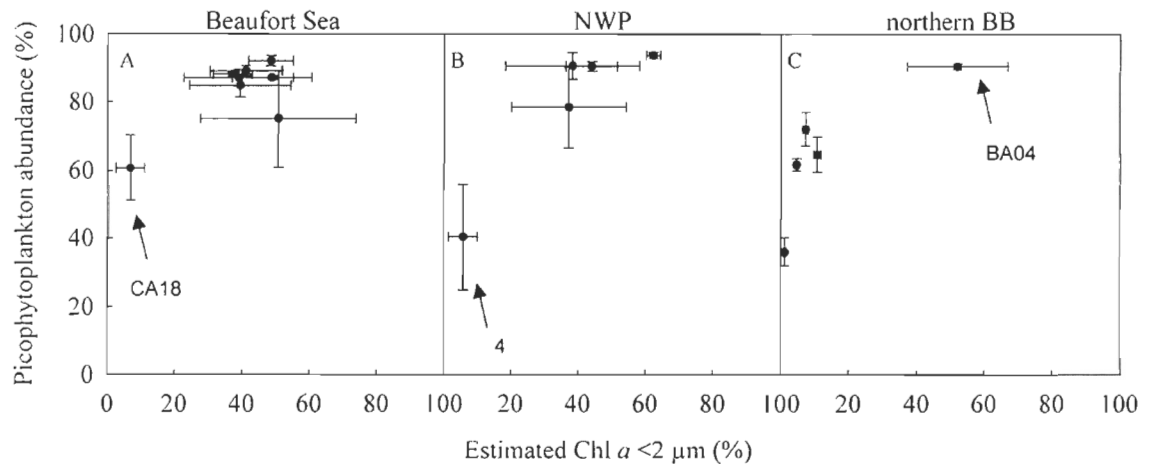 Beaufort Sea NWP northern BB
100 A B C
80
60
40
20
0
BA04
CA18
4
0 20 40 60 80 100 20 40 60 80 100 20 40 60 80 100
Picophytoplankton abundance (%)
Estimated Chl a <2 µm (%)